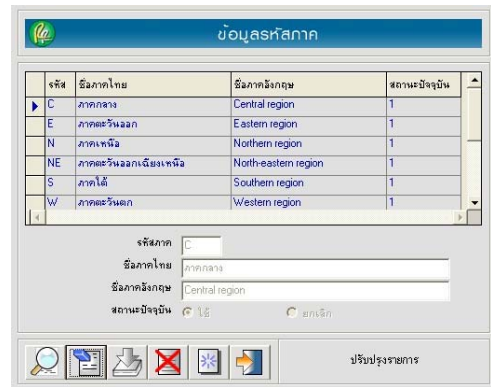 ข้อมูลรหัสภาค
รหัส ชื่อภาคไทย ชื่อภาคอังกฤษ สถานะปัจจุบัน
C ภาคกลาง Central region 1
E ภาคตะวันออก Eastern region 1
N ภาคเหนือ Northern region 1
NE ภาคตะวันออกเฉียงเหนือ North-eastern region 1
S ภาคใต้ Southern region 1
W ภาคตะวันตก Western region 1
รหัสภาค C
ชื่อภาคไทย ภาคกลาง
ชื่อภาคอังกฤษ Central region
สถานะปัจจุบัน ใช้ ยกเลิก
ปรับปรุงรายการ